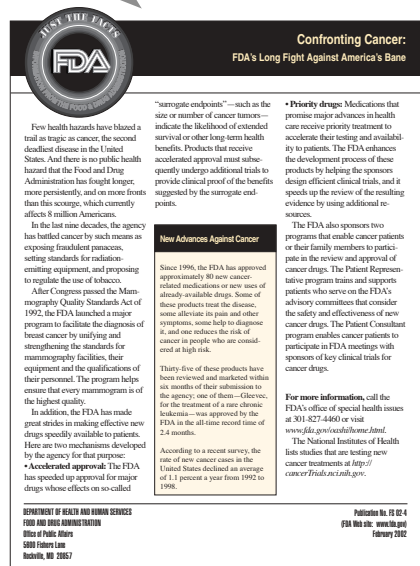 JUST THE FACTS
FDA
INFORMATION FROM THE FOOD & DRUG ADMINISTRATION
Confronting Cancer:
FDA's Long Fight Against America's Bane
Few health hazards have blazed a
trail as tragic as cancer, the second
deadliest disease in the United
States. And there is no public health
hazard that the Food and Drug
Administration has fought longer,
more persistently, and on more fronts
than this scourge, which currently
affects 8 million Americans.
In the last nine decades, the agency
has battled cancer by such means as
exposing fraudulent panaceas,
setting standards for radiation-
emitting equipment, and proposing
to regulate the use of tobacco.
After Congress passed the Mam-
mography Quality Standards Act of
1992, the FDA launched a major
program to facilitate the diagnosis of
breast cancer by unifying and
strengthening the standards for
mammography facilities, their
equipment and the qualifications of
their personnel. The program helps
ensure that every mammogram is of
the highest quality.
In addition, the FDA has made
great strides in making effective new
drugs speedily available to patients.
Here are two mechanisms developed
by the agency for that purpose:
• Accelerated approval: The FDA
has speeded up approval for major
drugs whose effects on so-called
"surrogate endpoints"—such as the
size or number of cancer tumors—
indicate the likelihood of extended
survival or other long-term health
benefits. Products that receive
accelerated approval must subse-
quently undergo additional trials to
provide clinical proof of the benefits
suggested by the surrogate end-
points.
New Advances Against Cancer
Since 1996, the FDA has approved
approximately 80 new cancer-
related medications or new uses of
already-available drugs. Some of
these products treat the disease,
some alleviate its pain and other
symptoms, some help to diagnose
it, and one reduces the risk of
cancer in people who are consid-
ered at high risk.
Thirty-five of these products have
been reviewed and marketed within
six months of their submission to
the agency; one of them—Gleevec,
for the treatment of a rare chronic
leukemia—was approved by the
FDA in the all-time record time of
2.4 months.
According to a recent survey, the
rate of new cancer cases in the
United States declined an average
of 1.1 percent a year from 1992 to
1998.
• Priority drugs: Medications that
promise major advances in health
care receive priority treatment to
accelerate their testing and availabil-
ity to patients. The FDA enhances
the development process of these
products by helping the sponsors
design efficient clinical trials, and it
speeds up the review of the resulting
evidence by using additional re-
sources.
The FDA also sponsors two
programs that enable cancer patients
or their family members to partici-
pate in the review and approval of
cancer drugs. The Patient Represen-
tative program trains and supports
patients who serve on the FDA's
advisory committees that consider
the safety and effectiveness of new
cancer drugs. The Patient Consultant
program enables cancer patients to
participate in FDA meetings with
sponsors of key clinical trials for
cancer drugs.
For more information, call the
FDA's office of special health issues
at 301-827-4460 or visit
www.fda.gov/oashi/home.html.
The National Institutes of Health
lists studies that are testing new
cancer treatments at http://
cancerTrials.nci.nih.gov.
DEPARTMENT OF HEALTH AND HUMAN SERVICES
FOOD AND DRUG ADMINISTRATION
Office of Public Affairs
5600 Fishers Lane
Rockville, MD 20857
Publication No. FS 02-4
(FDA Web site: www.fda.gov)
February 2002